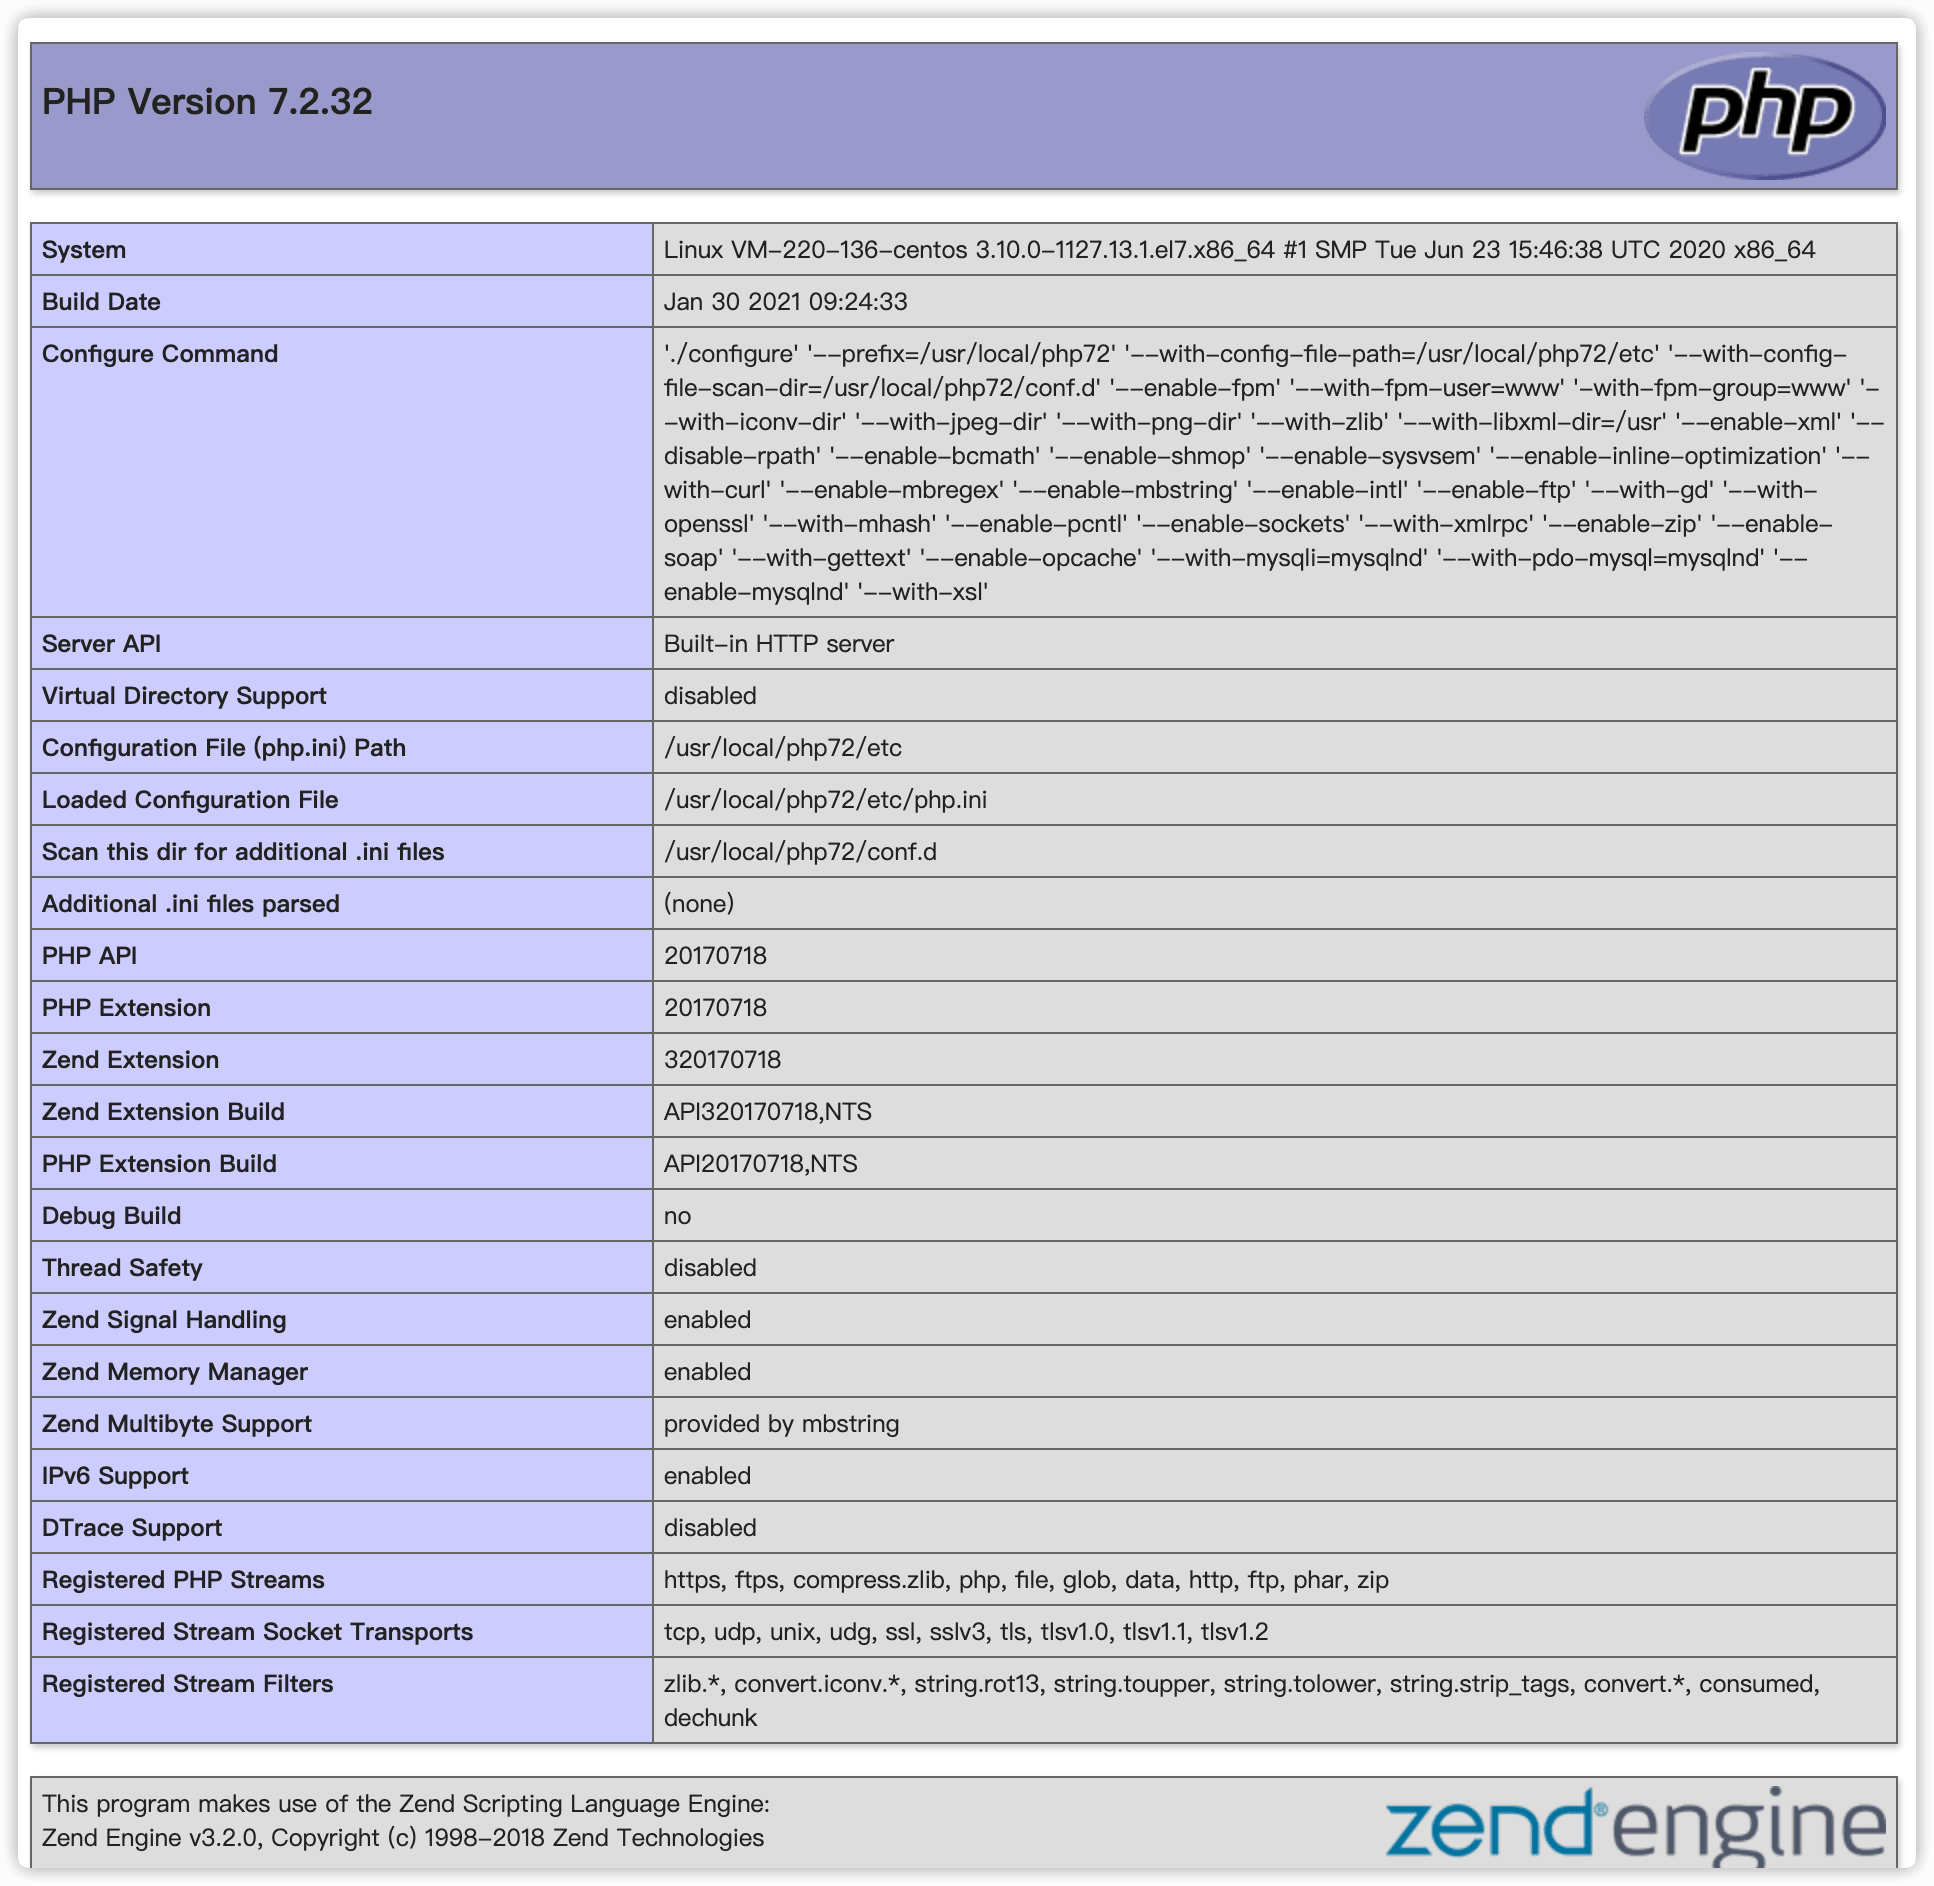 PHP Version 7.2.32
php
System
Linux VM-220-136-centos 3.10.0-1127.13.1.el7.x86_64 #1 SMP Tue Jun 23 15:46:38 UTC 2020 x86_64
Build Date
Jan 30 2021 09:24:33
Configure Command
'./configure' '--prefix=/usr/local/php72' '--with-config-file-path=/usr/local/php72/etc' '--with-config-
file-scan-dir=/usr/local/php72/conf.d' '--enable-fpm' '--with-fpm-user=www' '-with-fpm-group=www' '-
-with-iconv-dir' '--with-jpeg-dir' '--with-png-dir' '--with-zlib' '--with-libxml-dir=/usr' '--enable-xml' '--
disable-rpath' '--enable-bcmath' '--enable-shmop' '--enable-sysvsem' '--enable-inline-optimization' '--
with-curl' '--enable-mbregex' '--enable-mbstring' '--enable-intl' '--enable-ftp' '--with-gd' '--with-
openssl' '--with-mhash' '--enable-pcntl' '--enable-sockets' '--with-xmlrpc' '--enable-zip' '--enable-
soap' '--with-gettext' '--enable-opcache' '--with-mysqli=mysqlnd' '--with-pdo-mysql=mysqlnd' '--
enable-mysqlnd' '--with-xsl'
Server API
Built-in HTTP server
Virtual Directory Support
disabled
Configuration File (php.ini) Path
/usr/local/php72/etc
Loaded Configuration File
/usr/local/php72/etc/php.ini
Scan this dir for additional .ini files
/usr/local/php72/conf.d
Additional .ini files parsed
(none)
PHP API
20170718
PHP Extension
20170718
Zend Extension
320170718
Zend Extension Build
API320170718,NTS
PHP Extension Build
API20170718,NTS
Debug Build
no
Thread Safety
disabled
Zend Signal Handling
enabled
Zend Memory Manager
enabled
Zend Multibyte Support
provided by mbstring
IPv6 Support
enabled
DTrace Support
disabled
Registered PHP Streams
https, ftps, compress.zlib, php, file, glob, data, http, ftp, phar, zip
Registered Stream Socket Transports
tcp, udp, unix, udg, ssl, sslv3, tls, tlsv1.0, tlsv1.1, tlsv1.2
Registered Stream Filters
zlib.*, convert.iconv.*, string.rot13, string.toupper, string.tolower, string.strip_tags, convert.*, consumed,
dechunk
This program makes use of the Zend Scripting Language Engine:
Zend Engine v3.2.0, Copyright (c) 1998-2018 Zend Technologies
zend® engine